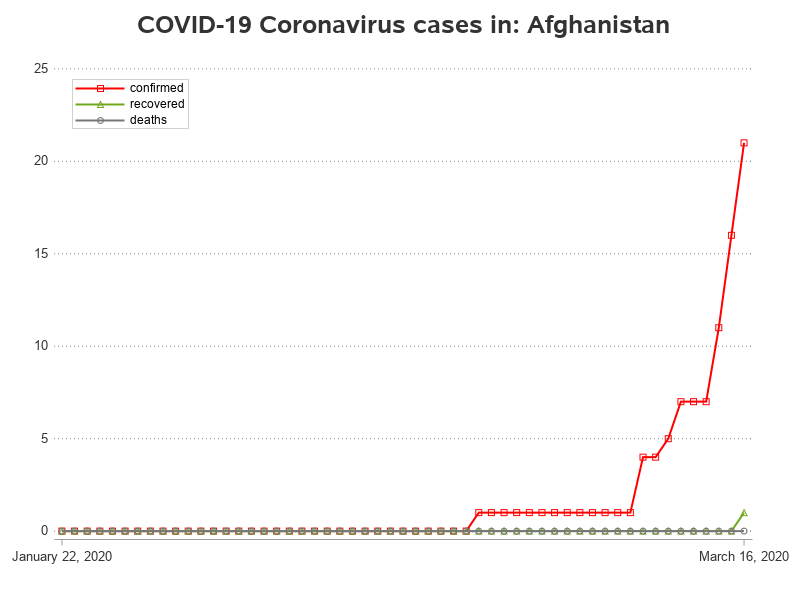 COVID-19 Coronavirus cases in: Afghanistan
25
confirmed
recovered
deaths
20
15
10
5
0
January 22, 2020
March 16, 2020